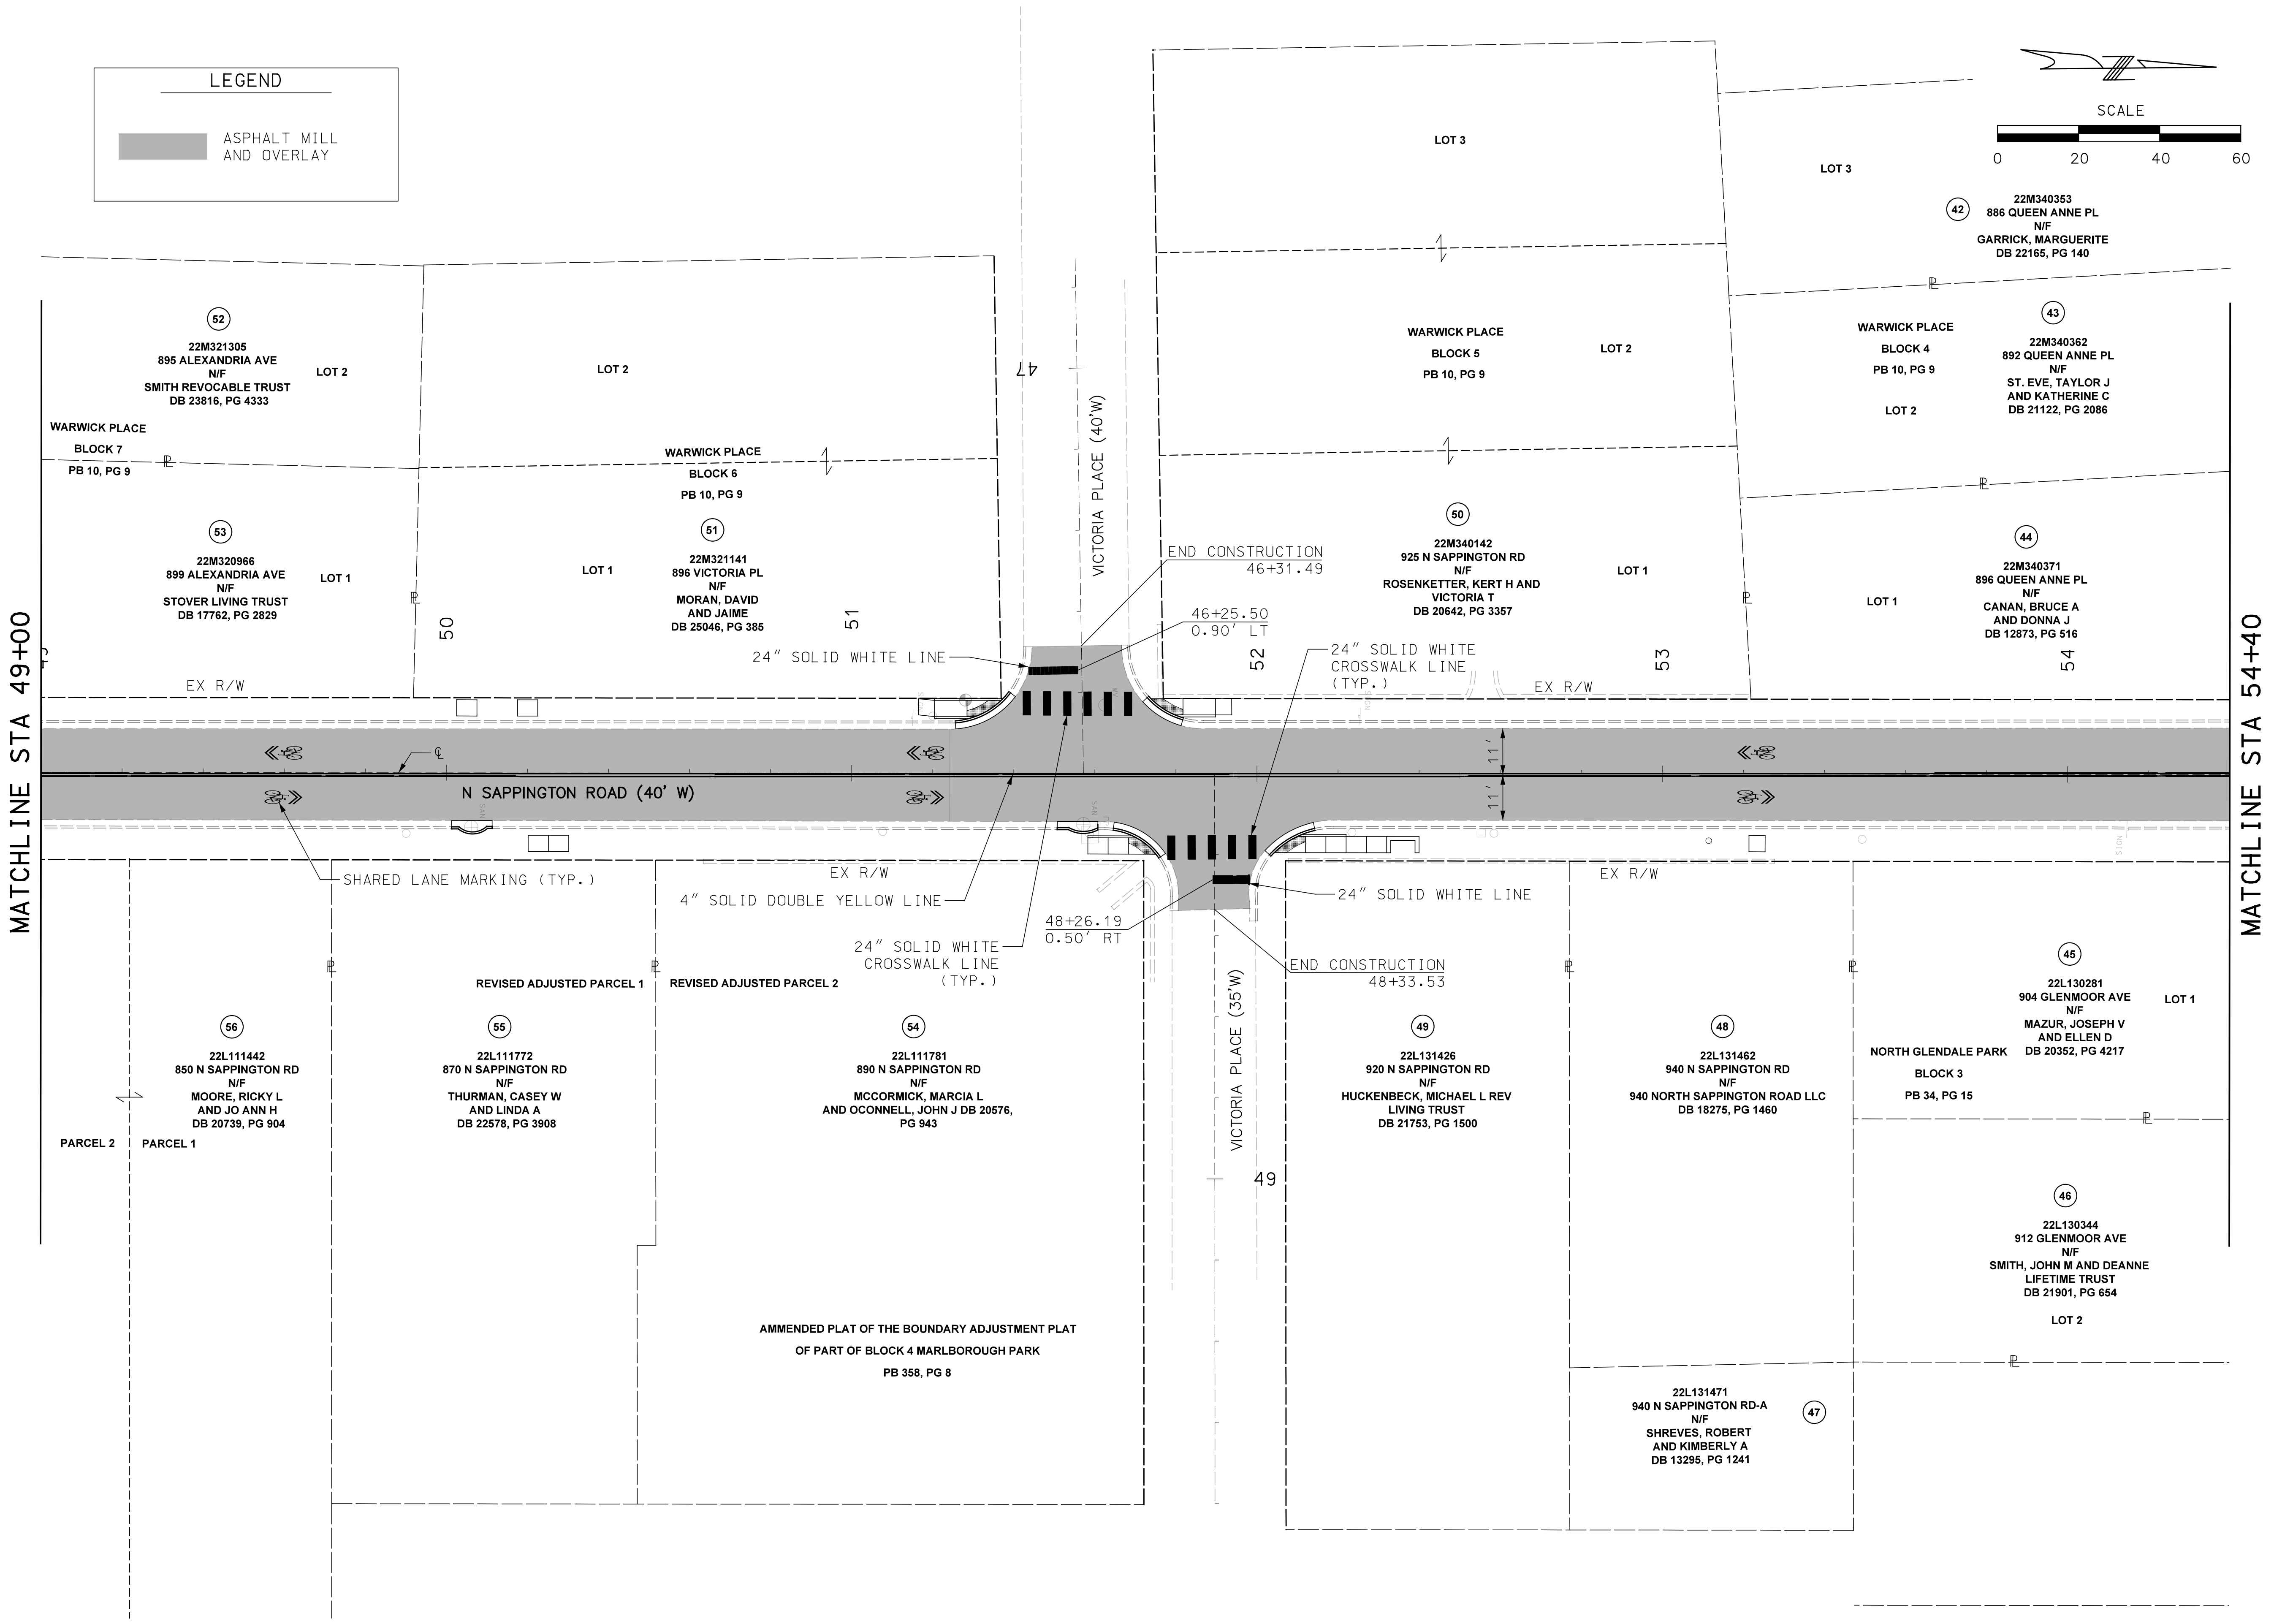 LEGEND
ASPHALT MILL
AND OVERLAY
SCALE
0 20 40 60
LOT 3
LOT 3
42
22M340353
886 QUEEN ANNE PL
N/F
GARRICK, MARGUERITE
DB 22165, PG 140
52
22M321305
895 ALEXANDRIA AVE
N/F
SMITH REVOCABLE TRUST
DB 23816, PG 4333
LOT 2
WARWICK PLACE
BLOCK 7
PB 10, PG 9
LOT 2
WARWICK PLACE
BLOCK 6
PB 10, PG 9
47
VICTORIA PLACE (40'W)
WARWICK PLACE
BLOCK 5
PB 10, PG 9
LOT 2
WARWICK PLACE
BLOCK 4
PB 10, PG 9
LOT 2
43
22M340362
892 QUEEN ANNE PL
N/F
ST. EVE, TAYLOR J
AND KATHERINE C
DB 21122, PG 2086
53
22M320966
899 ALEXANDRIA AVE
N/F
STOVER LIVING TRUST
DB 17762, PG 2829
LOT 1
LOT 1
51
22M321141
896 VICTORIA PL
N/F
MORAN, DAVID
AND JAIME
DB 25046, PG 385
50
22M340142
925 N SAPPINGTON RD
N/F
ROSENKETTER, KERT H AND
VICTORIA T
DB 20642, PG 3357
LOT 1
44
22M340371
896 QUEEN ANNE PL
N/F
CANAN, BRUCE A
AND DONNA J
DB 12873, PG 516
LOT 1
END CONSTRUCTION
46+31.49
46+25.50
0.90' LT
24" SOLID WHITE LINE
24" SOLID WHITE
CROSSWALK LINE
(TYP.)
50
51
52
53
54
MATCHLINE STA 49+00
MATCHLINE STA 54+40
EX R/W
EX R/W
SIGN
11'
11'
N SAPPINGTON ROAD (40' W)
SAN
SAN
SIGN
SHARED LANE MARKING (TYP.)
EX R/W
EX R/W
4" SOLID DOUBLE YELLOW LINE
24" SOLID WHITE
CROSSWALK LINE
(TYP.)
48+26.19
0.50' RT
24" SOLID WHITE LINE
END CONSTRUCTION
48+33.53
VICTORIA PLACE (35'W)
49
REVISED ADJUSTED PARCEL 1
REVISED ADJUSTED PARCEL 2
56
22L111442
850 N SAPPINGTON RD
N/F
MOORE, RICKY L
AND JO ANN H
DB 20739, PG 904
PARCEL 2
PARCEL 1
55
22L111772
870 N SAPPINGTON RD
N/F
THURMAN, CASEY W
AND LINDA A
DB 22578, PG 3908
54
22L111781
890 N SAPPINGTON RD
N/F
MCCORMICK, MARCIA L
AND OCONNELL, JOHN J DB 20576,
PG 943
49
22L131426
920 N SAPPINGTON RD
N/F
HUCKENBECK, MICHAEL L REV
LIVING TRUST
DB 21753, PG 1500
48
22L131462
940 N SAPPINGTON RD
N/F
940 NORTH SAPPINGTON ROAD LLC
DB 18275, PG 1460
45
22L130281
904 GLENMOOR AVE
N/F
MAZUR, JOSEPH V
AND ELLEN D
DB 20352, PG 4217
LOT 1
NORTH GLENDALE PARK
BLOCK 3
PB 34, PG 15
46
22L130344
912 GLENMOOR AVE
N/F
SMITH, JOHN M AND DEANNE
LIFETIME TRUST
DB 21901, PG 654
LOT 2
AMMENDED PLAT OF THE BOUNDARY ADJUSTMENT PLAT
OF PART OF BLOCK 4 MARLBOROUGH PARK
PB 358, PG 8
22L131471
940 N SAPPINGTON RD-A
N/F
SHREVES, ROBERT
AND KIMBERLY A
DB 13295, PG 1241
47